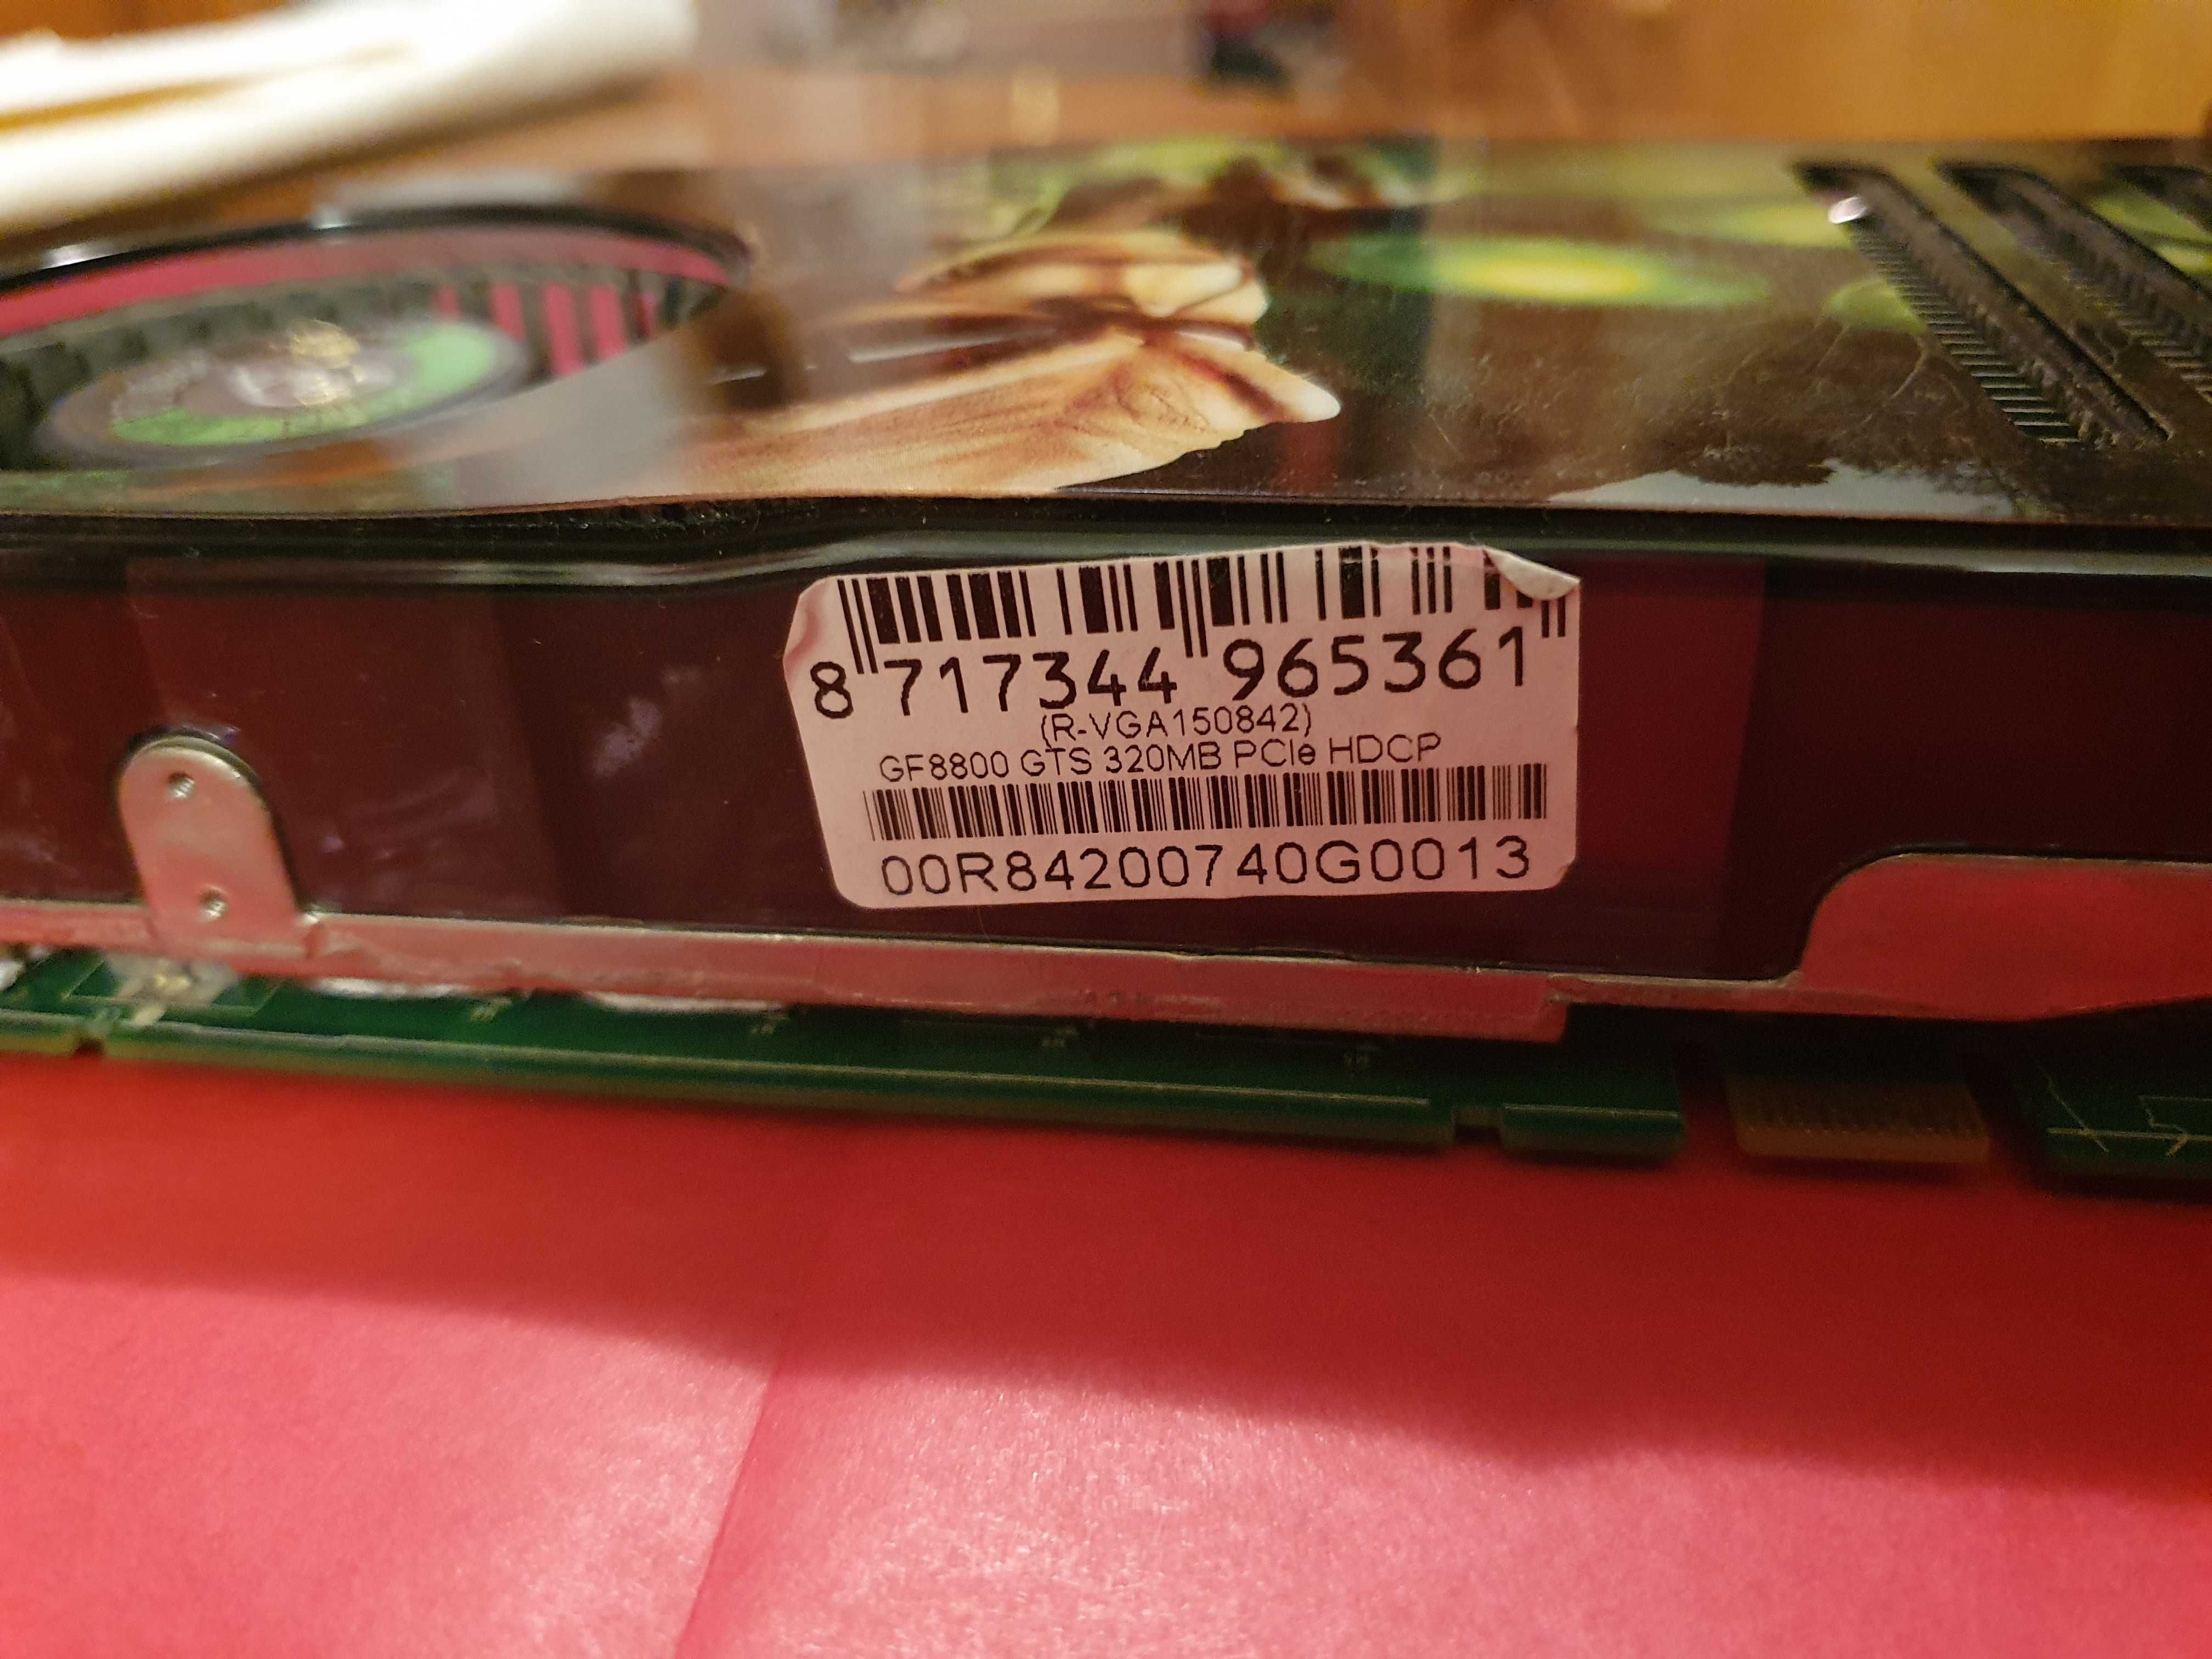 8 717344 965361
(R-VGA150842)
GF8800 GTS 320MB PCIe HDCP
00R84200740G0013